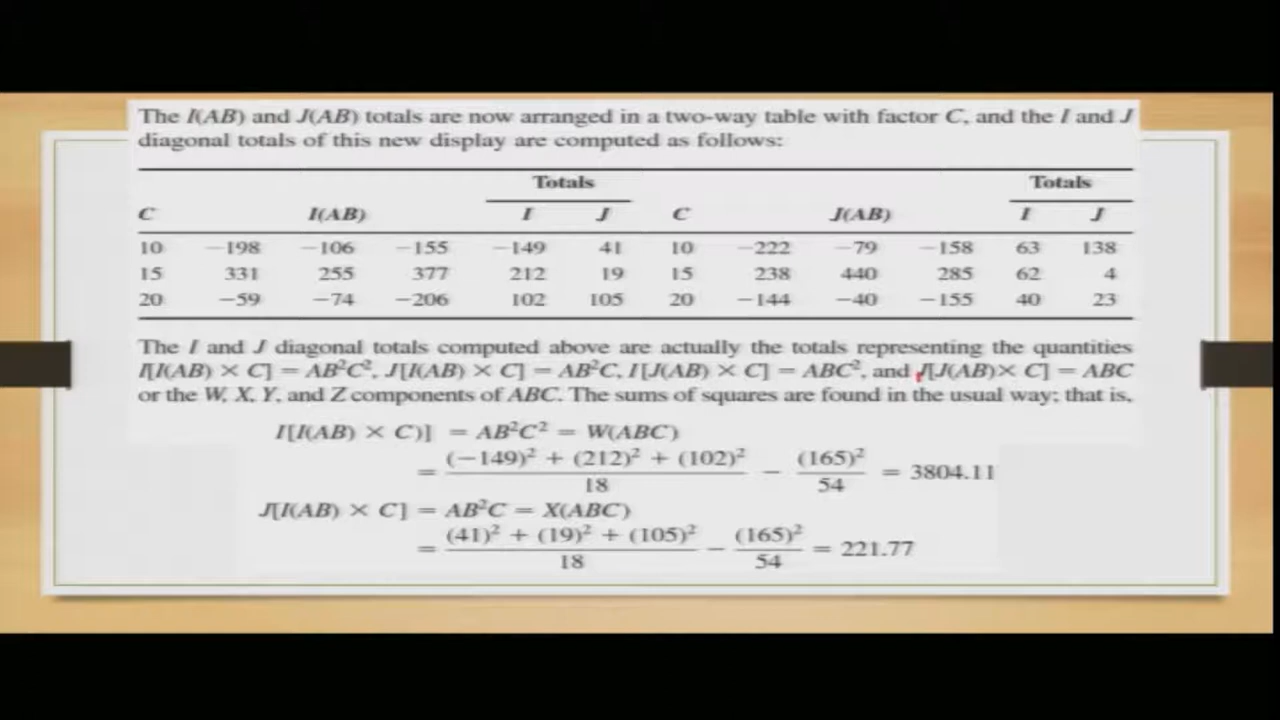 The I(AB) and J(AB) totals are now arranged in a two-way table with factor C, and the I and J
diagonal totals of this new display are computed as follows:
Totals Totals
C I(AB) I J C J(AB) I J
10 −198 −106 −155 −149 41 10 −222 −79 −158 63 138
15 331 255 377 212 19 15 238 440 285 62 4
20 −59 −74 −206 102 105 20 −144 −40 −155 40 23
The I and J diagonal totals computed above are actually the totals representing the quantities
I[I(AB) × C] = AB²C², J[I(AB) × C] = AB²C, I[J(AB) × C] = ABC², and J[J(AB)× C] = ABC
or the W, X, Y, and Z components of ABC. The sums of squares are found in the usual way; that is,
I[I(AB) × C)] = AB²C² = W(ABC)
= (−149)² + (212)² + (102)² / 18 − (165)² / 54 = 3804.11
J[I(AB) × C] = AB²C = X(ABC)
= (41)² + (19)² + (105)² / 18 − (165)² / 54 = 221.77